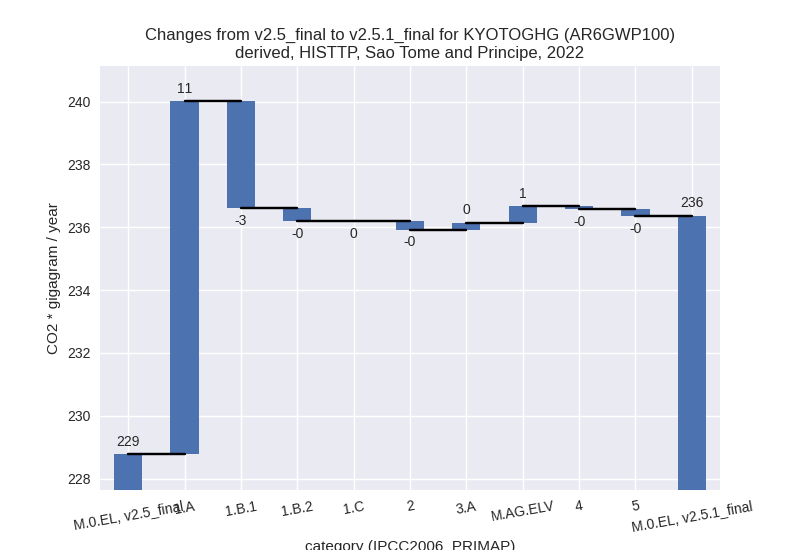 Changes from v2.5_final to v2.5.1_final for KYOTOGHG (AR6GWP100)
derived, HISTTP, Sao Tome and Principe, 2022
CO2 * gigagram / year
240
238
236
234
232
230
228
229
11
-3
-0
0
-0
0
1
-0
-0
236
M.0.EL, v2.5_final
1.A
1.B.1
1.B.2
1.C
2
3.A
M.AG.ELV
4
5
M.0.EL, v2.5.1_final
category (IPCC2006_PRIMAP)